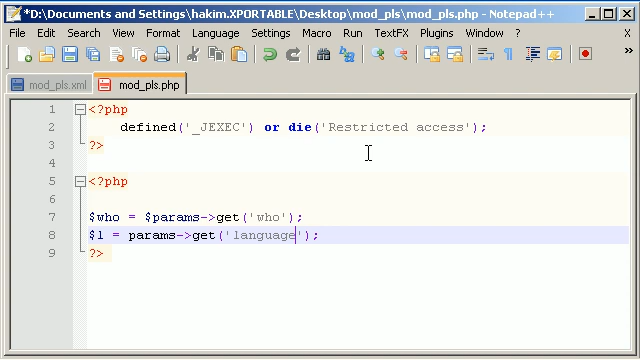 *D:\Documents and Settings\hakim.XPORTABLE\Desktop\mod_pls\mod_pls.php - Notepad++
File Edit Search View Format Language Settings Macro Run TextFX Plugins Window ? X
mod_pls.xml mod_pls.php
1 <?php
2 defined('_JEXEC') or die('Restricted access');
3 ?>
4
5 <?php
6
7 $who = $params->get('who');
8 $l = params->get('language');
9 ?>